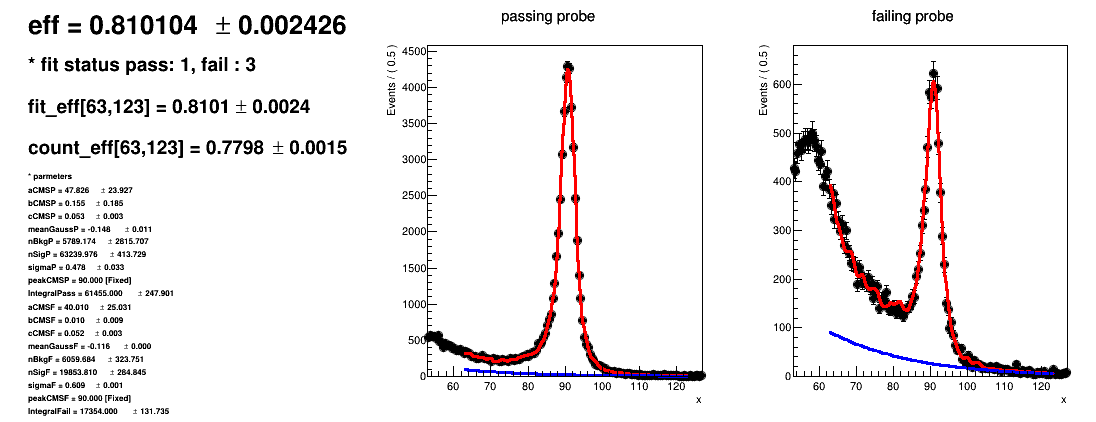 eff = 0.810104 ± 0.002426
* fit status pass: 1, fail : 3
fit_eff[63,123] = 0.8101 ± 0.0024
count_eff[63,123] = 0.7798 ± 0.0015
* parmeters
aCMSP = 47.826 ± 23.927
bCMSP = 0.155 ± 0.185
cCMSP = 0.053 ± 0.003
meanGaussP = -0.148 ± 0.011
nBkgP = 5789.174 ± 2815.707
nSigP = 63239.976 ± 413.729
sigmaP = 0.478 ± 0.033
peakCMSP = 90.000 [Fixed]
IntegralPass = 61455.000 ± 247.901
aCMSF = 40.010 ± 25.031
bCMSF = 0.010 ± 0.009
cCMSF = 0.052 ± 0.003
meanGaussF = -0.116 ± 0.000
nBkgF = 6059.684 ± 323.751
nSigF = 19853.810 ± 284.845
sigmaF = 0.609 ± 0.001
peakCMSF = 90.000 [Fixed]
IntegralFail = 17354.000 ± 131.735
passing probe
Events / ( 0.5 )
4500
4000
3500
3000
2500
2000
1500
1000
500
0
60 70 80 90 100 110 120
x
failing probe
Events / ( 0.5 )
600
500
400
300
200
100
0
60 70 80 90 100 110 120
x